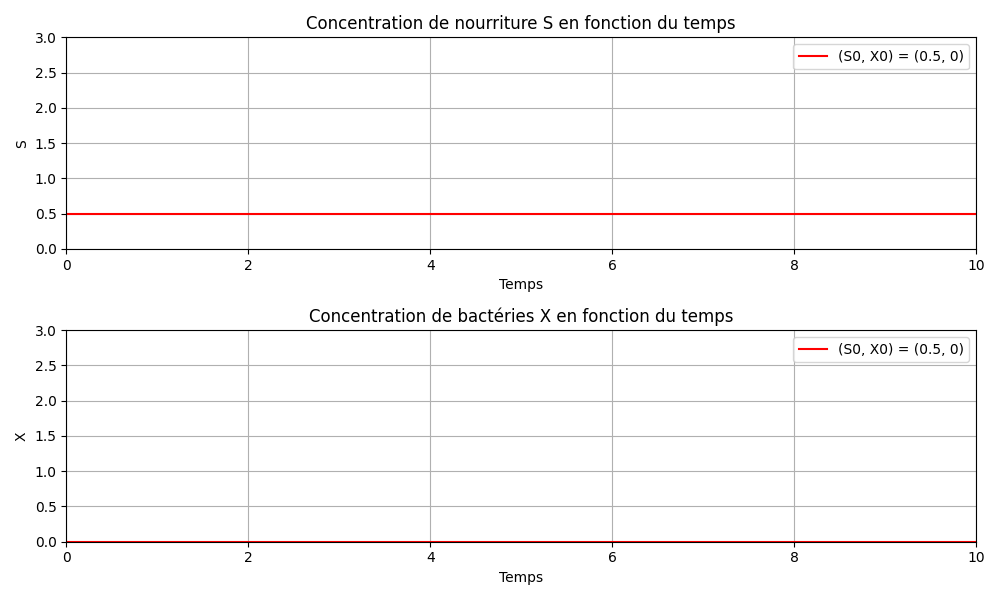 Concentration de nourriture S en fonction du temps
3.0
2.5
2.0
1.5
1.0
0.5
0.0
S
(S0, X0) = (0.5, 0)
0 2 4 6 8 10
Temps
Concentration de bactéries X en fonction du temps
3.0
2.5
2.0
1.5
1.0
0.5
0.0
X
(S0, X0) = (0.5, 0)
0 2 4 6 8 10
Temps